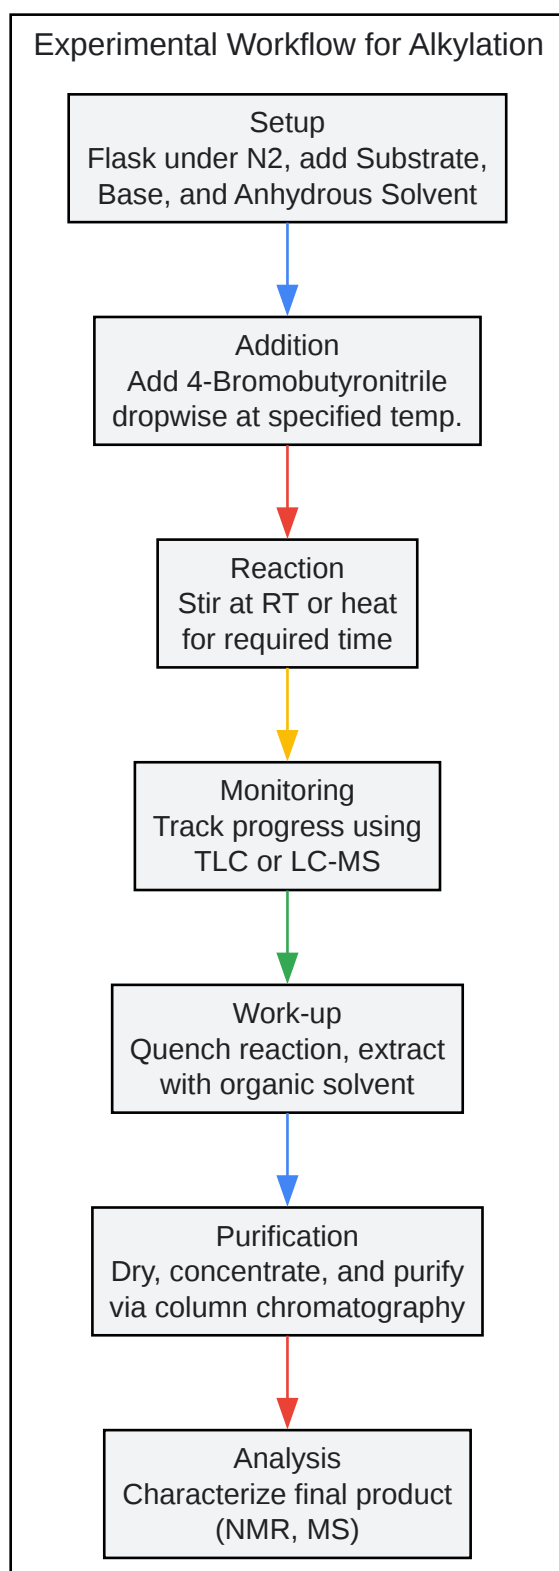 Experimental Workflow for Alkylation
Setup
Flask under N2, add Substrate,
Base, and Anhydrous Solvent
Addition
Add 4-Bromobutyronitrile
dropwise at specified temp.
Reaction
Stir at RT or heat
for required time
Monitoring
Track progress using
TLC or LC-MS
Work-up
Quench reaction, extract
with organic solvent
Purification
Dry, concentrate, and purify
via column chromatography
Analysis
Characterize final product
(NMR, MS)